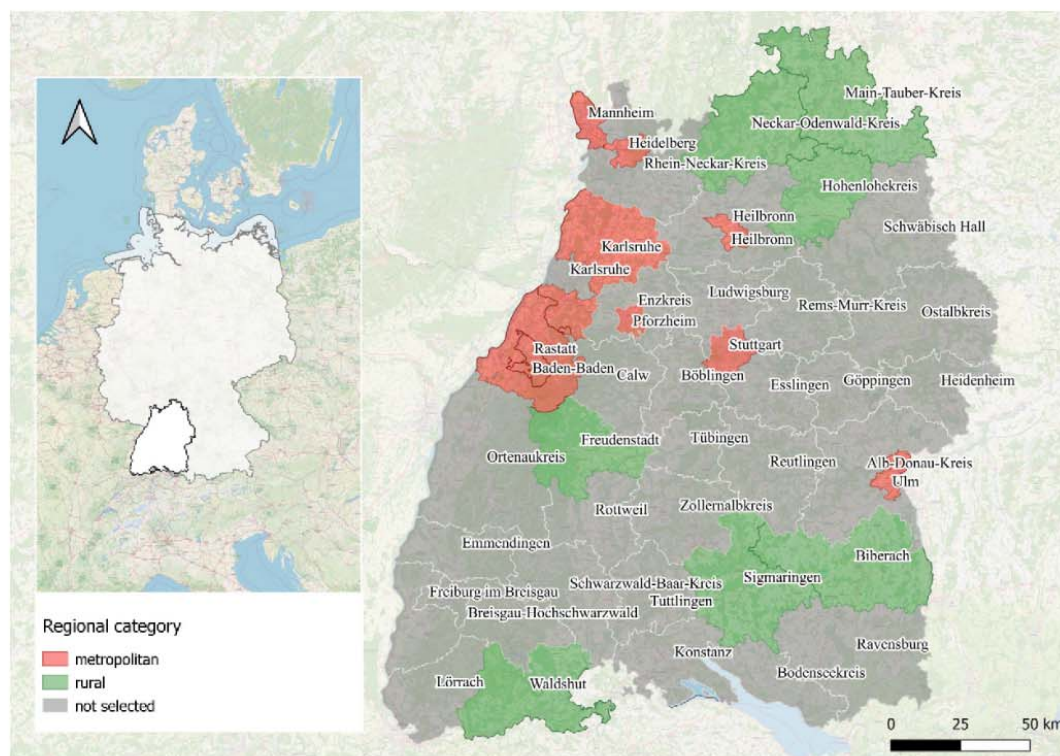 Regional category
metropolitan
rural
not selected
Mannheim
Main-Tauber-Kreis
Neckar-Odenwald-Kreis
Heidelberg
Rhein-Neckar-Kreis
Hohenlohekreis
Heilbronn
Schwäbisch Hall
Heilbronn
Karlsruhe
Karlsruhe
Enzkreis
Ludwigsburg
Rems-Murr-Kreis
Ostalbkreis
Pforzheim
Stuttgart
Rastatt
Baden-Baden
Calw
Böblingen
Esslingen
Göppingen
Heidenheim
Freudenstadt
Tübingen
Ortenaukreis
Reutlingen
Alb-Donau-Kreis
Ulm
Rottweil
Zollernalbkreis
Emmendingen
Biberach
Freiburg im Breisgau
Schwarzwald-Baar-Kreis
Sigmaringen
Breisgau-Hochschwarzwald
Tuttlingen
Konstanz
Ravensburg
Lörrach
Waldshut
Bodenseekreis
0 25 50 km